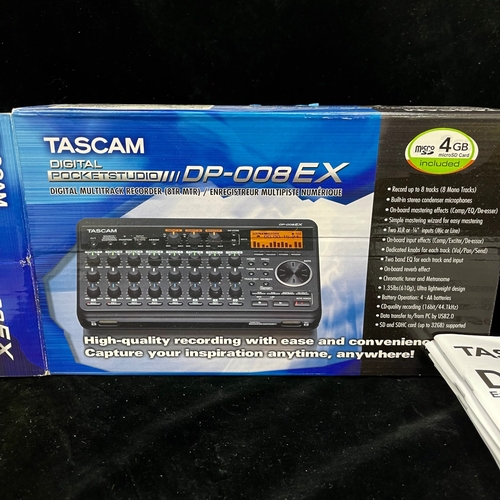 TASCAM
DIGITAL
POCKETSTUDIO DP-008EX
DIGITAL MULTITRACK RECORDER (8TR MTR) / ENREGISTREUR MULTIPISTE NUMÉRIQUE
TASCAM
DP-008EX
High-quality recording with ease and convenienc
Capture your inspiration anytime, anywhere!
micro
SD
4GB
microSD Card
included
• Record up to 8 tracks (8 Mono Tracks)
• Built-in stereo condenser microphones
• On-board mastering effects (Comp/EQ/De-esser)
• Simple mastering wizard for easy mastering
• Two XLR or ¼" inputs (Mic or Line)
• On-board input effects (Comp/Exciter/De-esser)
• Dedicated knobs for each track (Vol/Pan/Send)
• Two band EQ for each track and input
• On-board reverb effect
• Chromatic tuner and Metronome
• 1.35lbs(610g), Ultra lightweight design
• Battery Operation: 4 - AA batteries
• CD-quality recording (16bit/44.1kHz)
• Data transfer to/from PC by USB2.0
• SD and SDHC card (up to 32GB) supported
CAM
EX
TAS
D